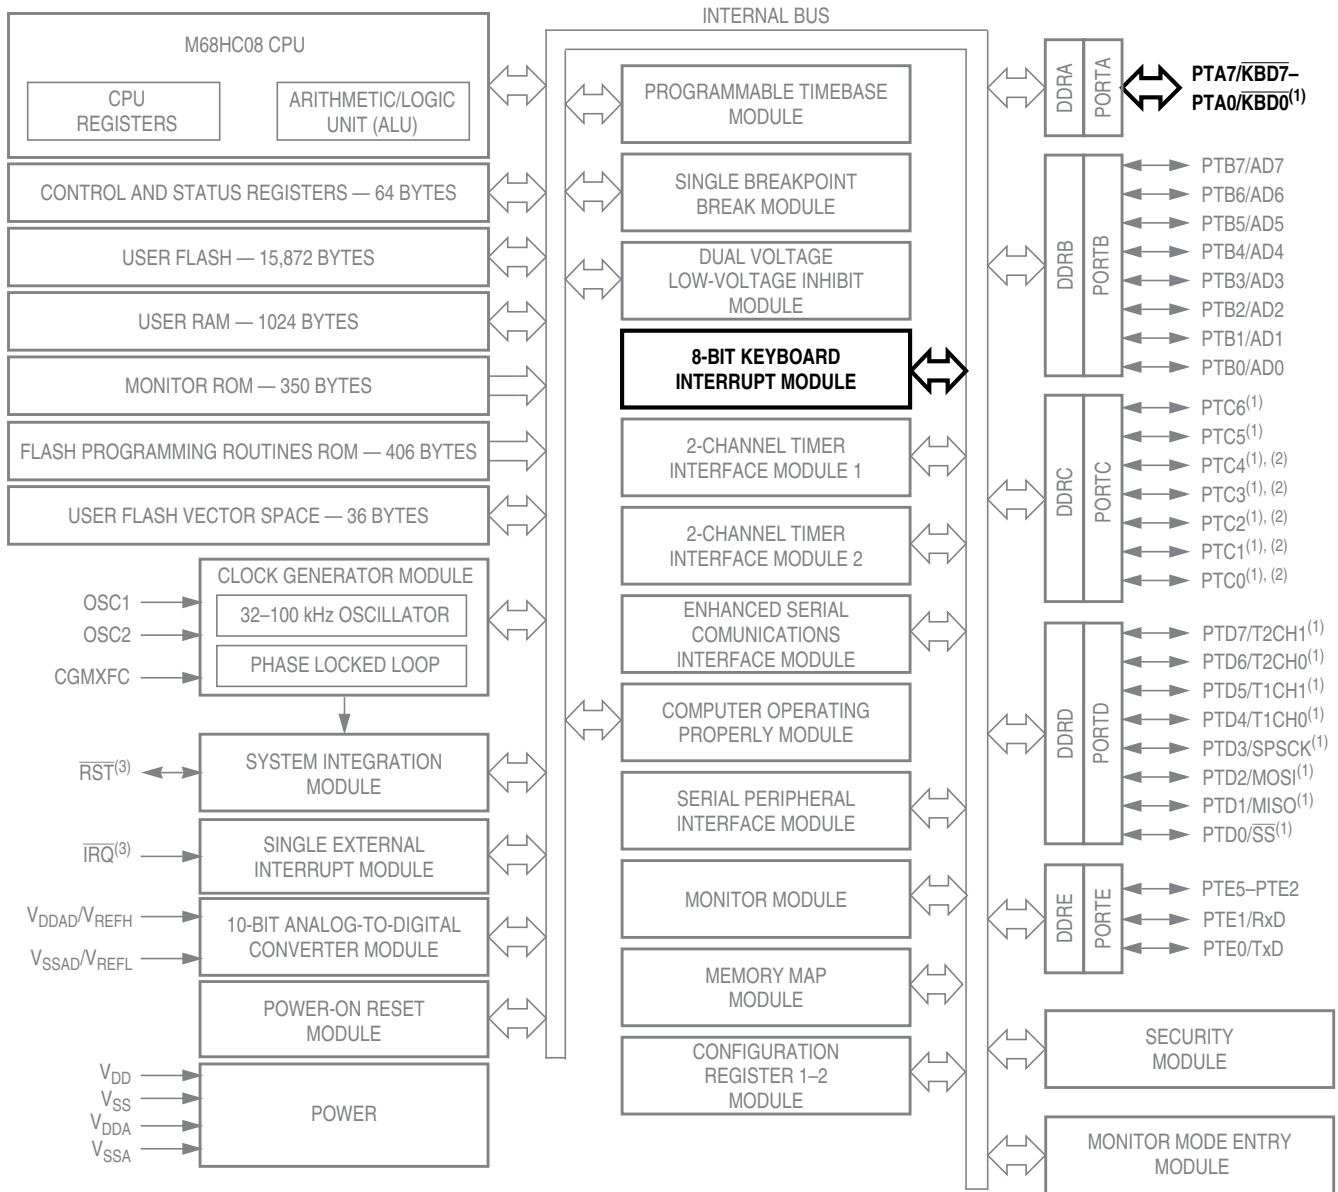 INTERNAL BUS
M68HC08 CPU
CPU
REGISTERS
ARITHMETIC/LOGIC
UNIT (ALU)
CONTROL AND STATUS REGISTERS — 64 BYTES
USER FLASH — 15,872 BYTES
USER RAM — 1024 BYTES
MONITOR ROM — 350 BYTES
FLASH PROGRAMMING ROUTINES ROM — 406 BYTES
USER FLASH VECTOR SPACE — 36 BYTES
CLOCK GENERATOR MODULE
32–100 kHz OSCILLATOR
PHASE LOCKED LOOP
OSC1
OSC2
CGMXFC
SYSTEM INTEGRATION
MODULE
RST(3)
SINGLE EXTERNAL
INTERRUPT MODULE
IRQ(3)
10-BIT ANALOG-TO-DIGITAL
CONVERTER MODULE
VDDAD/VREFH
VSSAD/VREFL
POWER-ON RESET
MODULE
POWER
VDD
VSS
VDDA
VSSA
PROGRAMMABLE TIMEBASE
MODULE
SINGLE BREAKPOINT
BREAK MODULE
DUAL VOLTAGE
LOW-VOLTAGE INHIBIT
MODULE
8-BIT KEYBOARD
INTERRUPT MODULE
2-CHANNEL TIMER
INTERFACE MODULE 1
2-CHANNEL TIMER
INTERFACE MODULE 2
ENHANCED SERIAL
COMUNICATIONS
INTERFACE MODULE
COMPUTER OPERATING
PROPERLY MODULE
SERIAL PERIPHERAL
INTERFACE MODULE
MONITOR MODULE
MEMORY MAP
MODULE
CONFIGURATION
REGISTER 1–2
MODULE
DDRA
PORTA
PTA7/KBD7–
PTA0/KBD0(1)
DDRB
PORTB
PTB7/AD7
PTB6/AD6
PTB5/AD5
PTB4/AD4
PTB3/AD3
PTB2/AD2
PTB1/AD1
PTB0/AD0
DDRC
PORTC
PTC6(1)
PTC5(1)
PTC4(1), (2)
PTC3(1), (2)
PTC2(1), (2)
PTC1(1), (2)
PTC0(1), (2)
DDRD
PORTD
PTD7/T2CH1(1)
PTD6/T2CH0(1)
PTD5/T1CH1(1)
PTD4/T1CH0(1)
PTD3/SPSCK(1)
PTD2/MOSI(1)
PTD1/MISO(1)
PTD0/SS(1)
DDRE
PORTE
PTE5–PTE2
PTE1/RxD
PTE0/TxD
SECURITY
MODULE
MONITOR MODE ENTRY
MODULE